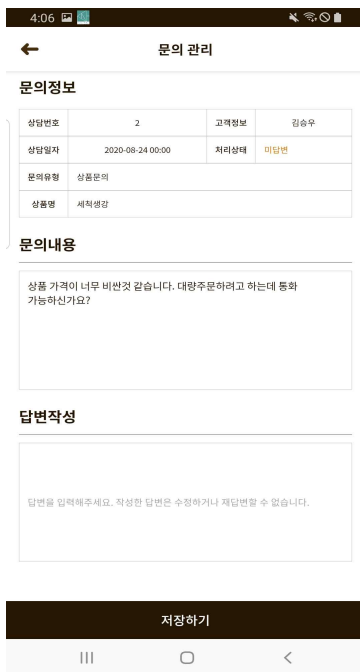 4:06
문의 관리
문의정보
상담번호 2 고객정보 김승우
상담일자 2020-08-24 00:00 처리상태 미답변
문의유형 상품문의
상품명 세척생강
문의내용
상품 가격이 너무 비싼것 같습니다. 대량주문하려고 하는데 통화
가능하신가요?
답변작성
답변을 입력해주세요. 작성한 답변은 수정하거나 재답변할 수 없습니다.
저장하기